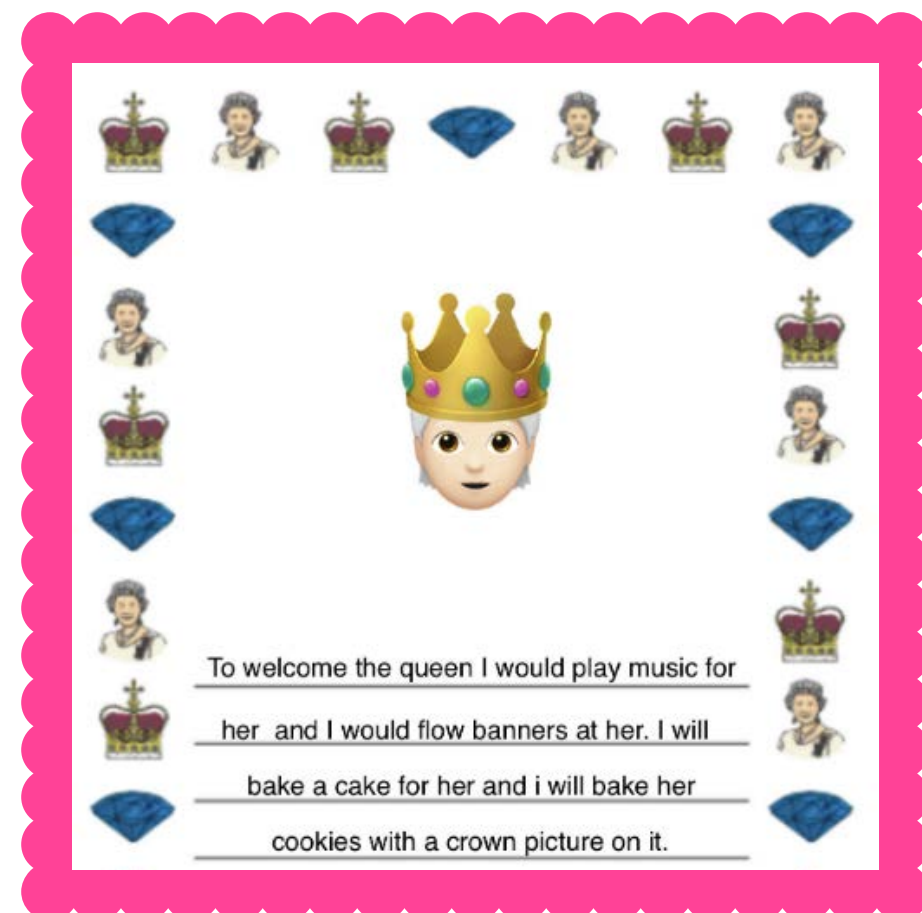 To welcome the queen I would play music for
her  and I would flow banners at her. I will
bake a cake for her and i will bake her
cookies with a crown picture on it.